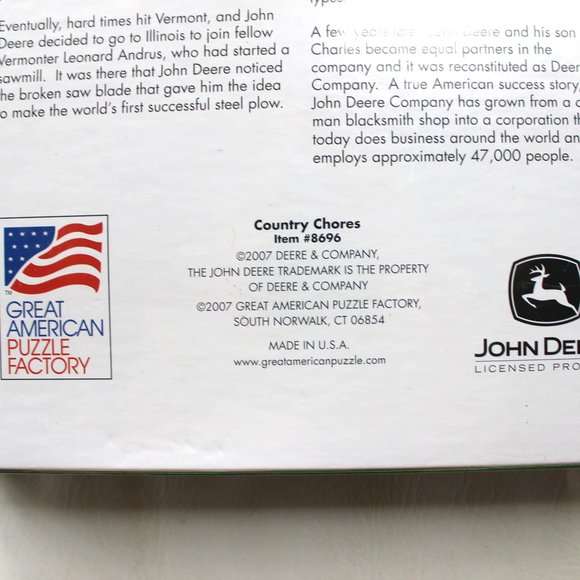 Eventually, hard times hit Vermont, and John
Deere decided to go to Illinois to join fellow
Vermonter Leonard Andrus, who had started a
sawmill. It was there that John Deere noticed
the broken saw blade that gave him the idea
to make the world's first successful steel plow.
types.
A few years later, John Deere and his son
Charles became equal partners in the
company and it was reconstituted as Deere
Company. A true American success story,
John Deere Company has grown from a
man blacksmith shop into a corporation
today does business around the world
employs approximately 47,000 people.
TM
GREAT
AMERICAN
PUZZLE
FACTORY
Country Chores
Item #8696
©2007 DEERE & COMPANY,
THE JOHN DEERE TRADEMARK IS THE PROPERTY
OF DEERE & COMPANY
©2007 GREAT AMERICAN PUZZLE FACTORY,
SOUTH NORWALK, CT 06854
MADE IN U.S.A.
www.greatamericanpuzzle.com
JOHN DEE
LICENSED PRO